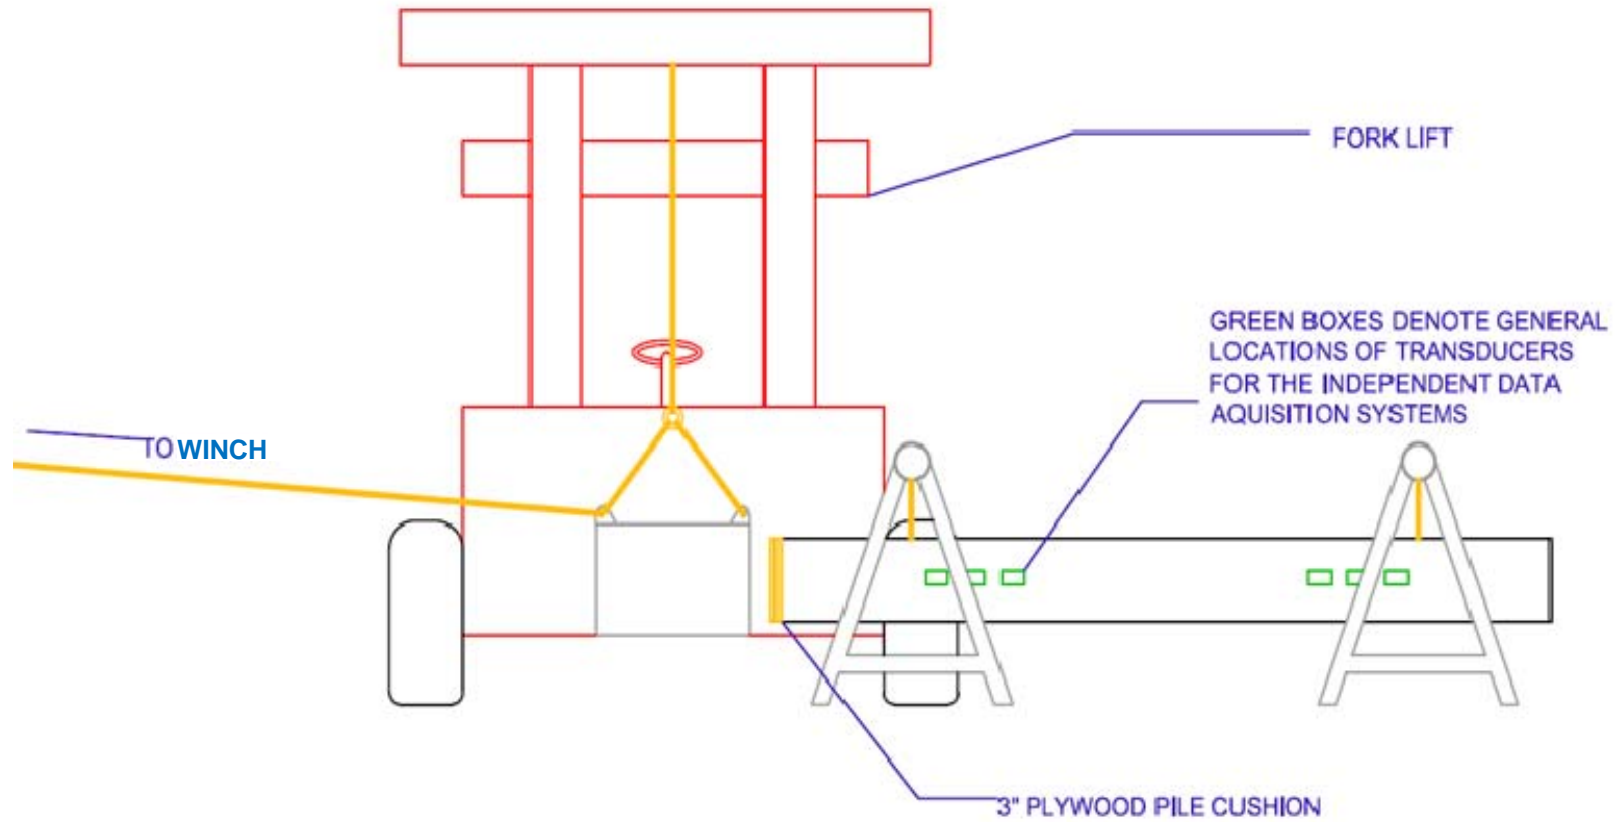 FORK LIFT
GREEN BOXES DENOTE GENERAL
LOCATIONS OF TRANSDUCERS
FOR THE INDEPENDENT DATA
AQUISITION SYSTEMS
TO WINCH
3" PLYWOOD PILE CUSHION